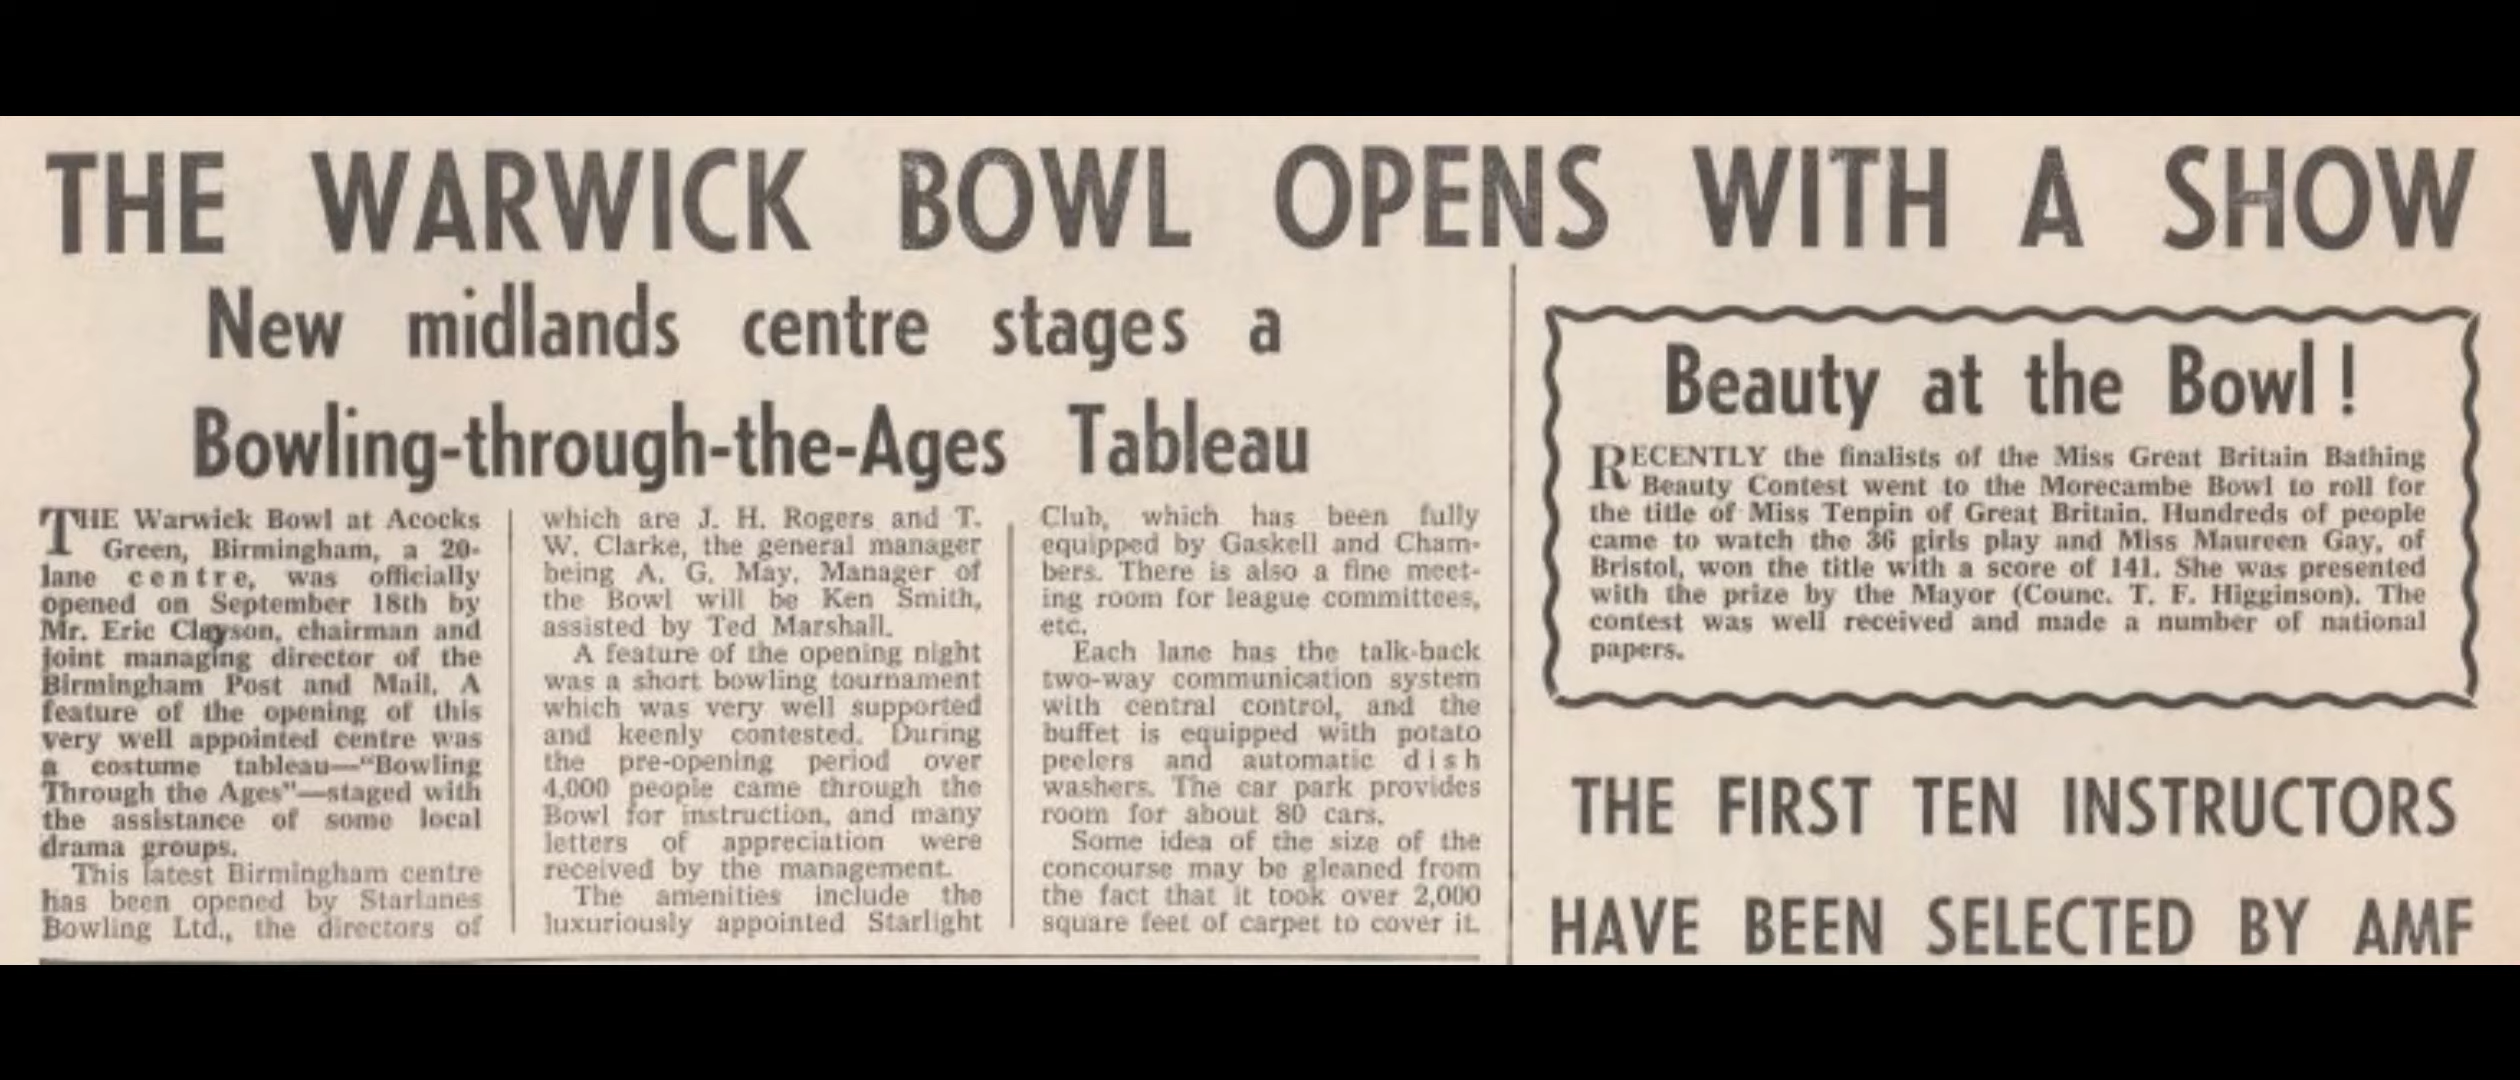 THE WARWICK BOWL OPENS WITH A SHOW
New midlands centre stages a
Bowling-through-the-Ages Tableau
THE Warwick Bowl at Acocks
Green, Birmingham, a 20-
lane centre, was officially
opened on September 18th by
Mr. Eric Clayson, chairman and
joint managing director of the
Birmingham Post and Mail. A
feature of the opening of this
very well appointed centre was
a costume tableau—"Bowling
Through the Ages"—staged with
the assistance of some local
drama groups.
This latest Birmingham centre
has been opened by Starlanes
Bowling Ltd., the directors of
which are J. H. Rogers and T.
W. Clarke, the general manager
being A. G. May. Manager of
the Bowl will be Ken Smith,
assisted by Ted Marshall.
A feature of the opening night
was a short bowling tournament
which was very well supported
and keenly contested. During
the pre-opening period over
4,000 people came through the
Bowl for instruction, and many
letters of appreciation were
received by the management.
The amenities include the
luxuriously appointed Starlight
Club, which has been fully
equipped by Gaskell and Cham-
bers. There is also a fine meet-
ing room for league committees,
etc.
Each lane has the talk-back
two-way communication system
with central control, and the
buffet is equipped with potato
peelers and automatic dish
washers. The car park provides
room for about 80 cars.
Some idea of the size of the
concourse may be gleaned from
the fact that it took over 2,000
square feet of carpet to cover it.
Beauty at the Bowl!
RECENTLY the finalists of the Miss Great Britain Bathing
Beauty Contest went to the Morecambe Bowl to roll for
the title of Miss Tenpin of Great Britain. Hundreds of people
came to watch the 36 girls play and Miss Maureen Gay, of
Bristol, won the title with a score of 141. She was presented
with the prize by the Mayor (Counc. T. F. Higginson). The
contest was well received and made a number of national
papers.
THE FIRST TEN INSTRUCTORS
HAVE BEEN SELECTED BY AMF